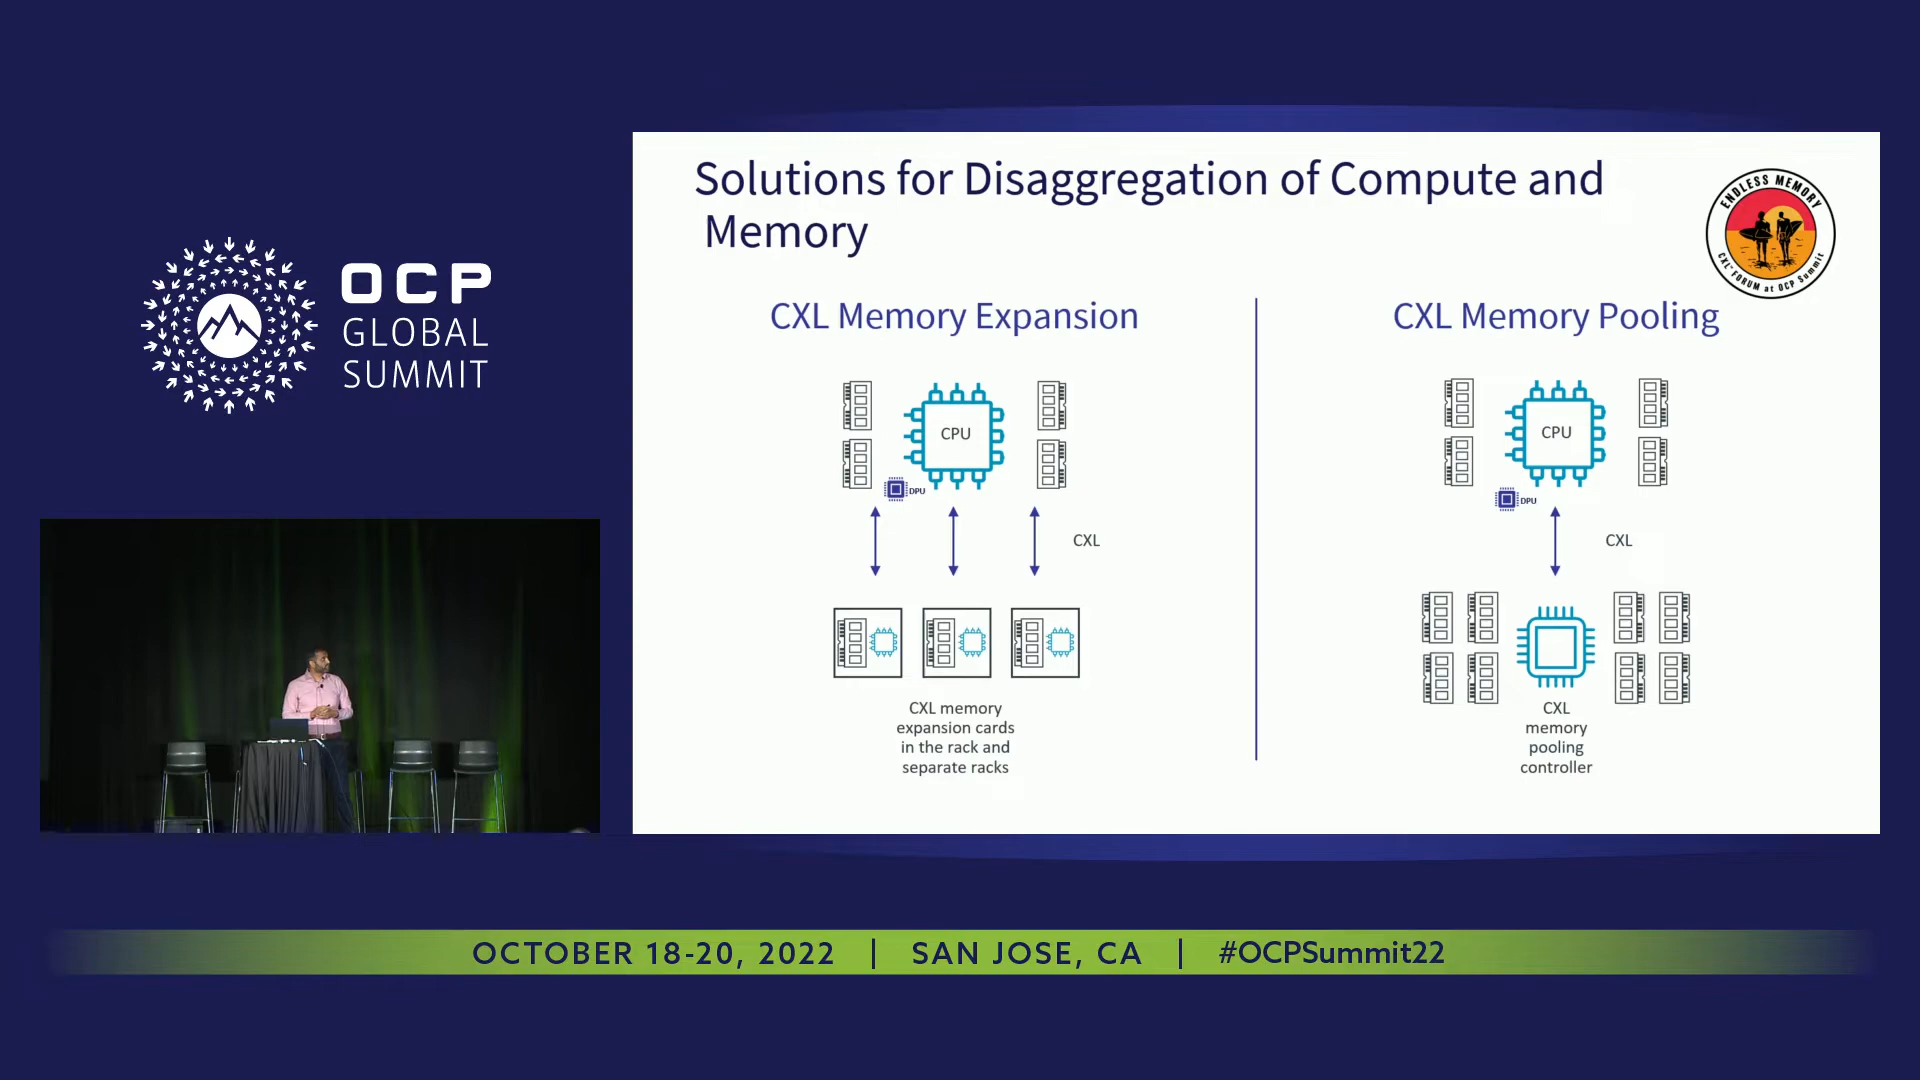 OCP
GLOBAL
SUMMIT
Solutions for Disaggregation of Compute and
Memory
ENDLESS MEMORY
CXL™ FORUM at OCP Summit
CXL Memory Expansion
CPU
DPU
CXL
CXL memory
expansion cards
in the rack and
separate racks
CXL Memory Pooling
CPU
DPU
CXL
CXL
memory
pooling
controller
OCTOBER 18-20, 2022 | SAN JOSE, CA | #OCPSummit22